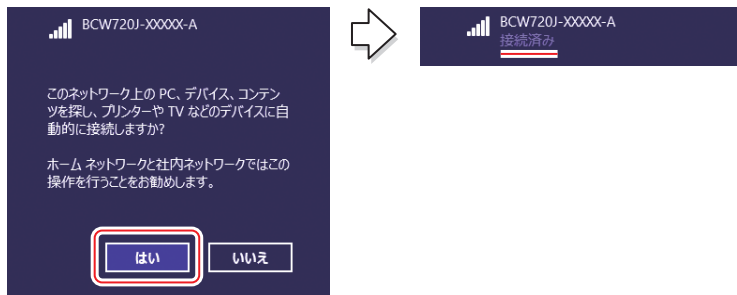 BCW720J-XXXXX-A
このネットワーク上の PC、デバイス、コンテン
ツを探し、プリンターや TV などのデバイスに自
動的に接続しますか?
ホーム ネットワークと社内ネットワークではこの
操作を行うことをお勧めします。
はい
いいえ
BCW720J-XXXXX-A
接続済み